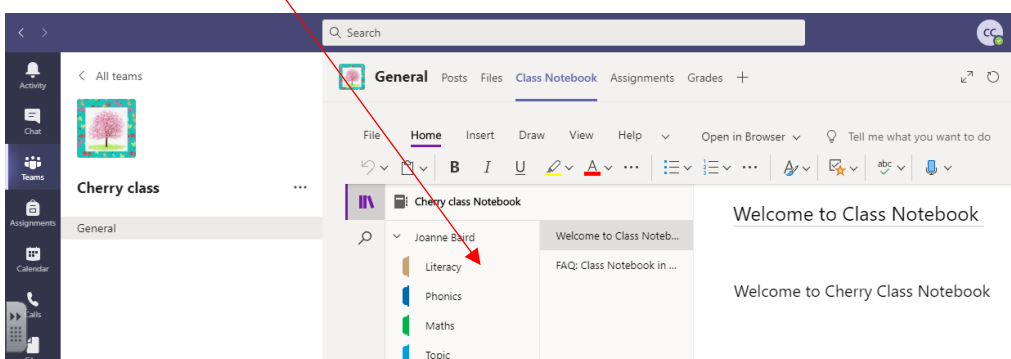 Search
CC
Activity
Chat
Teams
Assignments
Calendar
Calls
All teams
Cherry class
...
General
General Posts Files Class Notebook Assignments Grades +
File Home Insert Draw View Help Open in Browser Tell me what you want to do
B I U A ... ... A abc
Cherry class Notebook
Joanne Baird
Literacy
Phonics
Maths
Topic
Welcome to Class Noteb...
FAQ: Class Notebook in ...
Welcome to Class Notebook
Welcome to Cherry Class Notebook